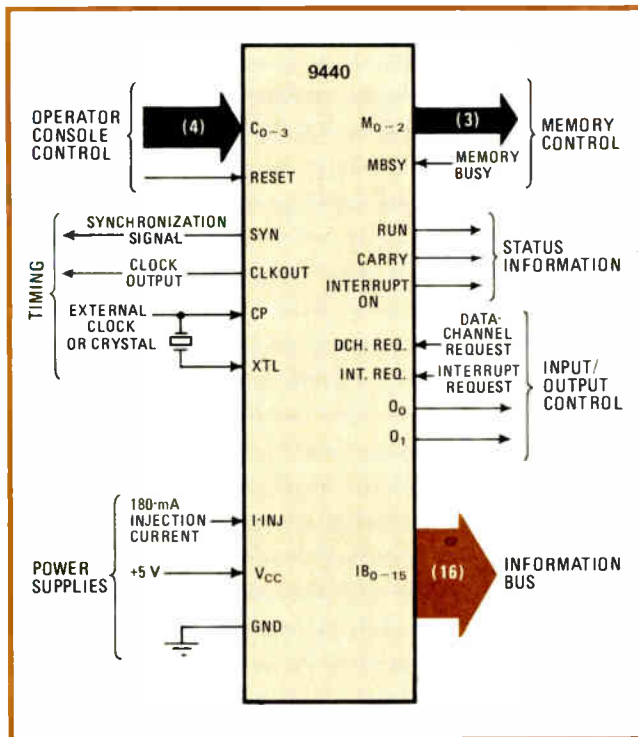 9440
OPERATOR
CONSOLE
CONTROL
(4)
C0–3
RESET
TIMING
SYNCHRONIZATION
SIGNAL
SYN
CLOCK
OUTPUT
CLKOUT
EXTERNAL
CLOCK
OR CRYSTAL
CP
XTL
POWER
SUPPLIES
180-mA
INJECTION
CURRENT
I-INJ
+5 V
VCC
GND
M0–2
(3)
MEMORY
CONTROL
MBSY
MEMORY
BUSY
RUN
CARRY
INTERRUPT
ON
STATUS
INFORMATION
DCH. REQ.
DATA-
CHANNEL
REQUEST
INT. REQ.
INTERRUPT
REQUEST
O0
O1
INPUT/
OUTPUT
CONTROL
IB0–15
(16)
INFORMATION
BUS